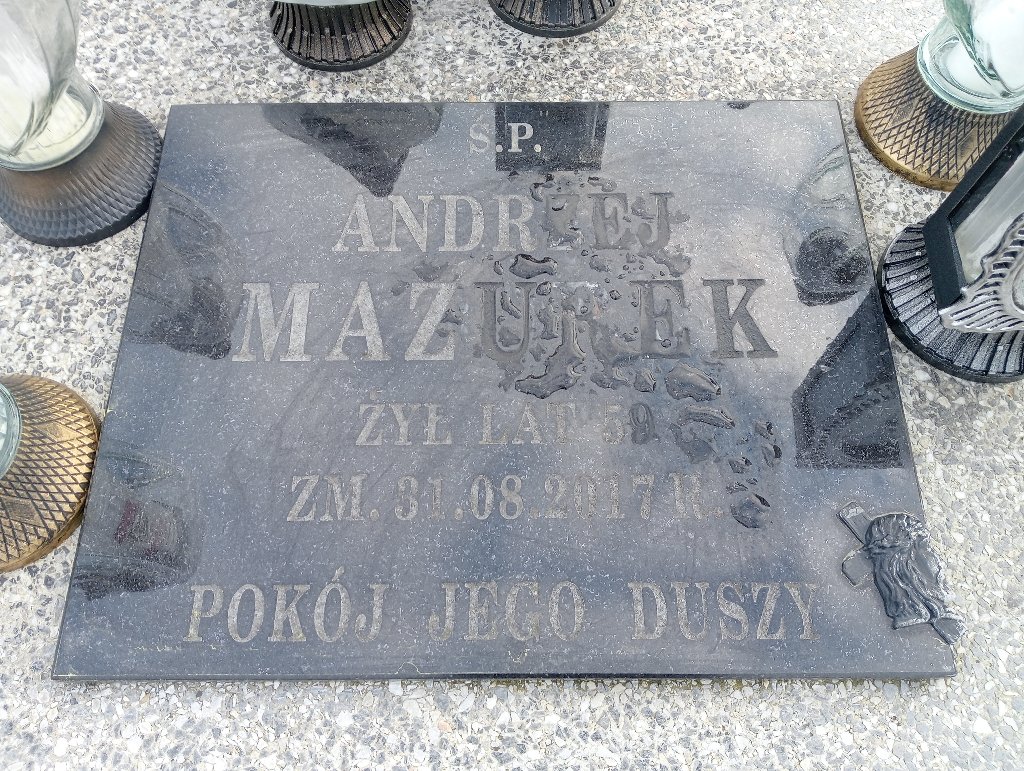 Ś.P.
ANDRZEJ
MAZUREK
ŻYŁ LAT 59
ZM. 31.08.2017 R.
POKÓJ JEGO DUSZY